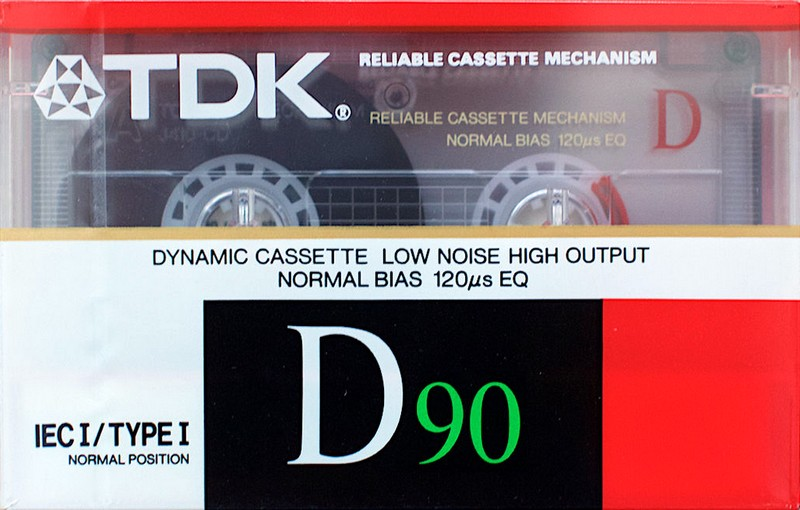 TDK®
RELIABLE CASSETTE MECHANISM
RELIABLE CASSETTE MECHANISM
NORMAL BIAS 120µs EQ
D
DYNAMIC CASSETTE LOW NOISE HIGH OUTPUT
NORMAL BIAS 120µs EQ
D90
IEC I/TYPE I
NORMAL POSITION